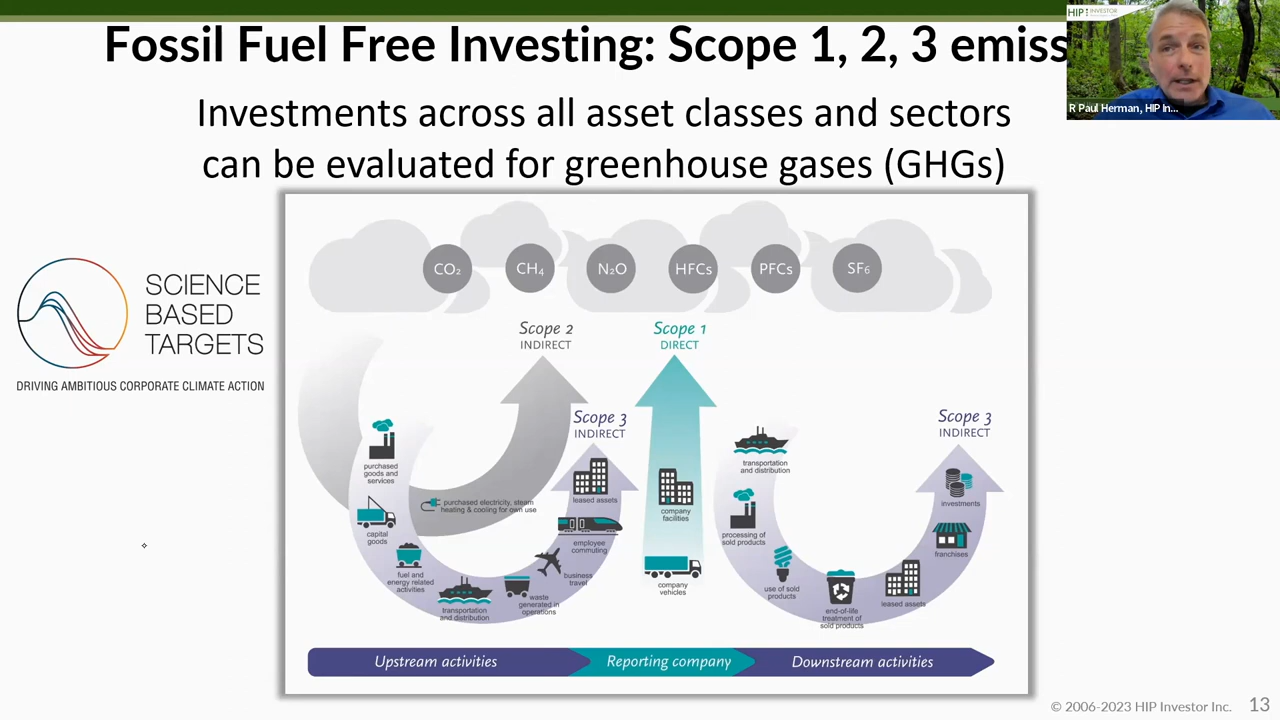 Fossil Fuel Free Investing: Scope 1, 2, 3 emiss
HIP INVESTOR
R Paul Herman, HIP In...
Investments across all asset classes and sectors
can be evaluated for greenhouse gases (GHGs)
CO₂ CH₄ N₂O HFCs PFCs SF₆
SCIENCE
BASED
TARGETS
DRIVING AMBITIOUS CORPORATE CLIMATE ACTION
Scope 2
INDIRECT
Scope 1
DIRECT
Scope 3
INDIRECT
Scope 3
INDIRECT
purchased
goods and
services
capital
goods
fuel and
energy related
activities
transportation
and distribution
waste
generated in
operations
business
travel
employee
commuting
leased assets
purchased electricity, steam
heating & cooling for own use
company
facilities
company
vehicles
transportation
and distribution
processing of
sold products
use of sold
products
end-of-life
treatment of
sold products
leased assets
franchises
investments
Upstream activities
Reporting company
Downstream activities
© 2006-2023 HIP Investor Inc. 13